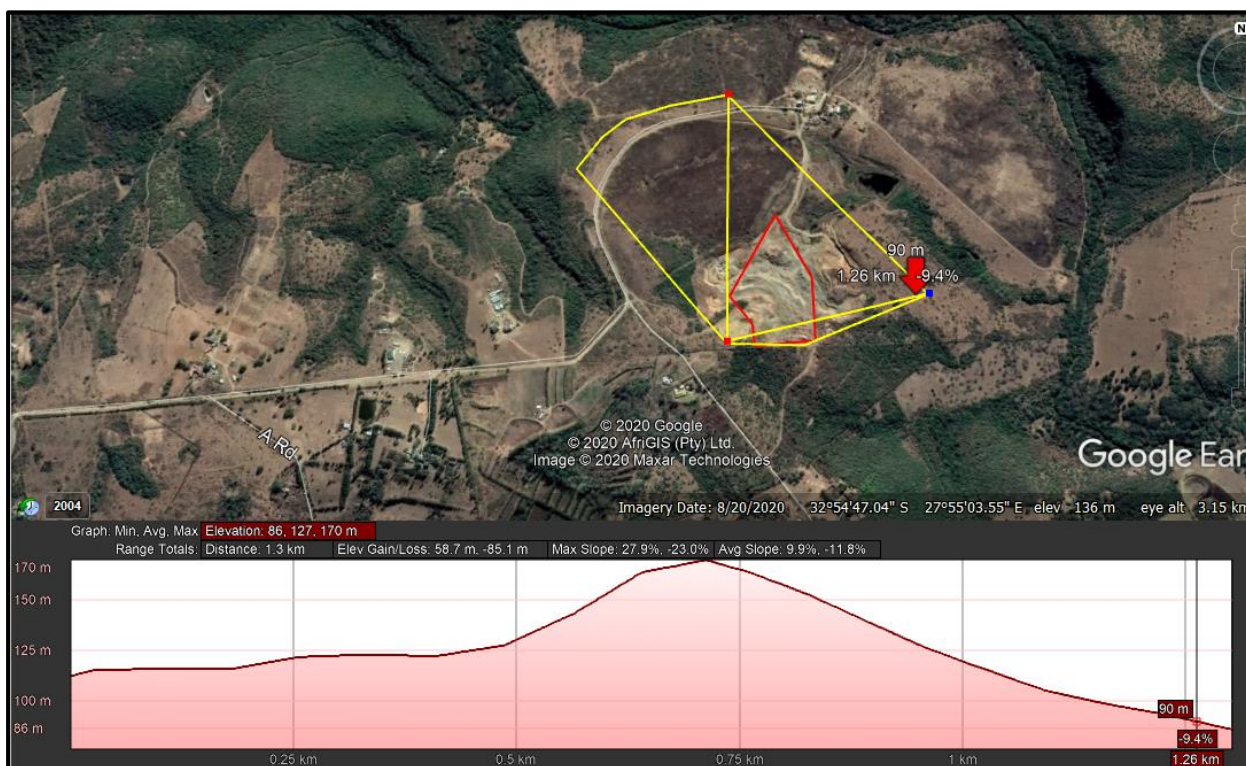 N
90 m
1.26 km -9.4%
A Rd
© 2020 Google
© 2020 AfriGIS (Pty) Ltd.
Image © 2020 Maxar Technologies
Google Ear
2004
Imagery Date: 8/20/2020 32°54'47.04" S 27°55'03.55" E elev 136 m eye alt 3.15 km
Graph: Min, Avg, Max Elevation: 86, 127, 170 m
Range Totals: Distance: 1.3 km Elev Gain/Loss: 58.7 m, -85.1 m Max Slope: 27.9%, -23.0% Avg Slope: 9.9%, -11.8%
170 m
150 m
125 m
100 m
90 m
86 m
-9.4%
0.25 km 0.5 km 0.75 km 1 km 1.26 km